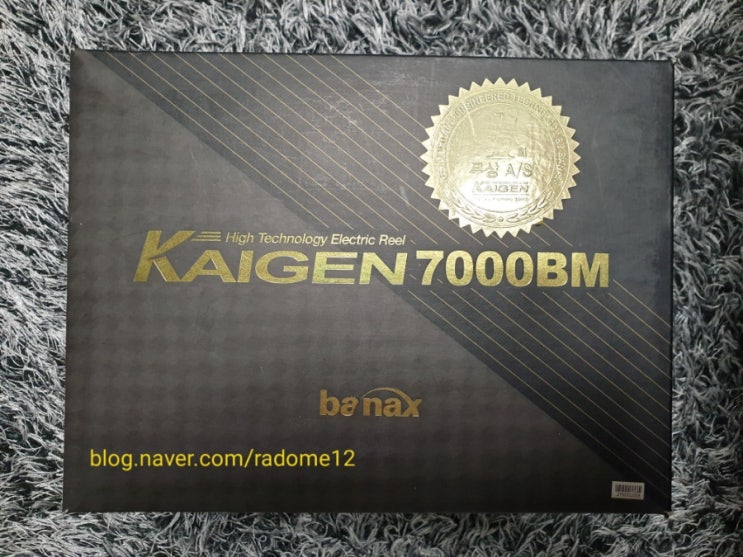 무상 A/S
KAIGEN
High Technology Electric Reel
KAIGEN 7000BM
banax
blog.naver.com/radome12